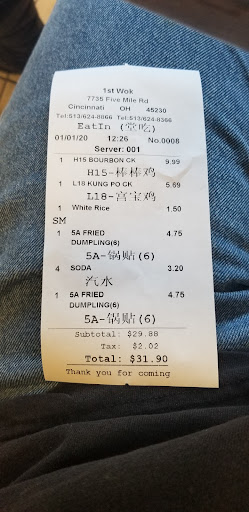 1st Wok
7735 Five Mile Rd
Cincinnati OH 45230
Tel:513/624-0066 Tel:513/624-8366
EatIn (堂吃)
01/01/20 12:26 No.0008
Server: 001
1 H15 BOURBON CK 9.99
H15-棒棒鸡
1 L18 KUNG PO CK 5.69
L18-宫宝鸡
1 White Rice 1.50
SM
1 5A FRIED 4.75
DUMPLING(6)
5A-锅贴(6)
4 SODA 3.20
汽水
1 5A FRIED 4.75
DUMPLING(6)
5A-锅贴(6)
Subtotal: $29.88
Tax: $2.02
Total: $31.90
Thank you for coming